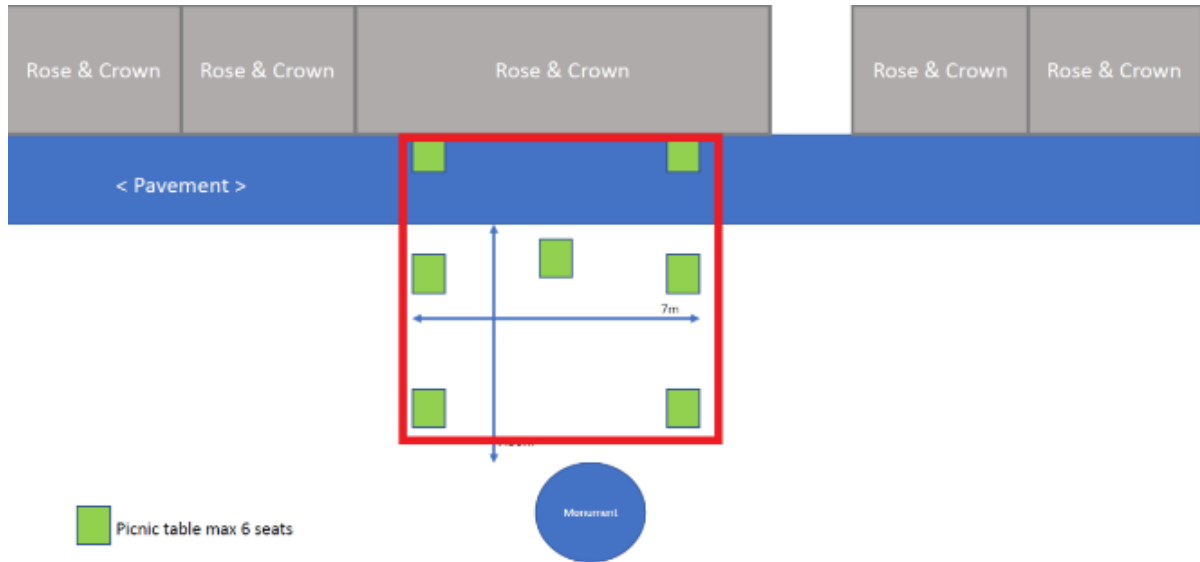 Rose & Crown
Rose & Crown
Rose & Crown
Rose & Crown
Rose & Crown
< Pavement >
7m
Monument
Picnic table max 6 seats